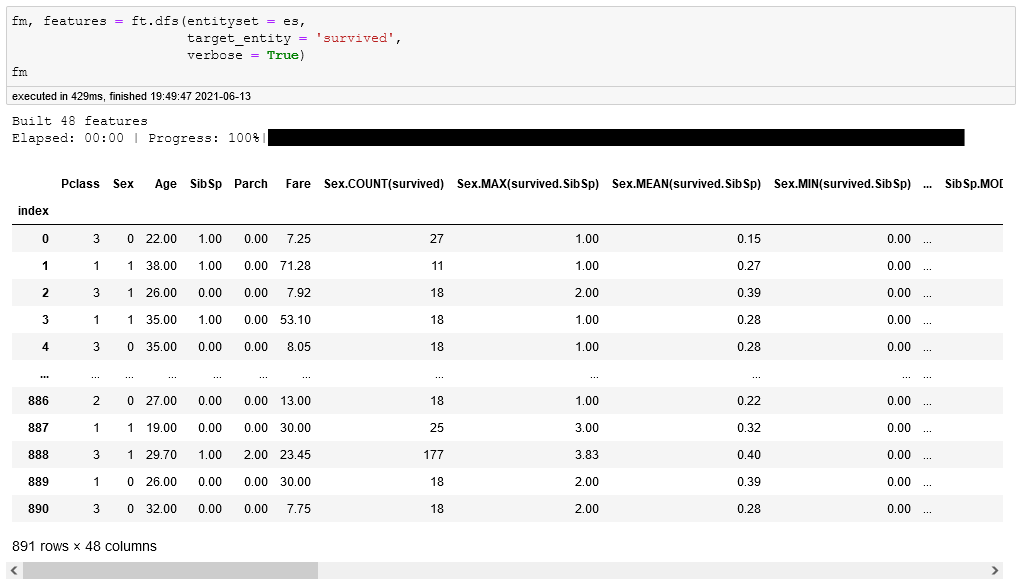 fm, features = ft.dfs(entityset = es,
target_entity = 'survived',
verbose = True)
fm
executed in 429ms, finished 19:49:47 2021-06-13
Built 48 features
Elapsed: 00:00 | Progress: 100%|
Pclass Sex Age SibSp Parch Fare Sex.COUNT(survived) Sex.MAX(survived.SibSp) Sex.MEAN(survived.SibSp) Sex.MIN(survived.SibSp) ... SibSp.MOD
index
0 3 0 22.00 1.00 0.00 7.25 27 1.00 0.15 0.00 ...
1 1 1 38.00 1.00 0.00 71.28 11 1.00 0.27 0.00 ...
2 3 1 26.00 0.00 0.00 7.92 18 2.00 0.39 0.00 ...
3 1 1 35.00 1.00 0.00 53.10 18 1.00 0.28 0.00 ...
4 3 0 35.00 0.00 0.00 8.05 18 1.00 0.28 0.00 ...
... ... ... ... ... ... ... ... ... ... ... ...
886 2 0 27.00 0.00 0.00 13.00 18 1.00 0.22 0.00 ...
887 1 1 19.00 0.00 0.00 30.00 25 3.00 0.32 0.00 ...
888 3 1 29.70 1.00 2.00 23.45 177 3.83 0.40 0.00 ...
889 1 0 26.00 0.00 0.00 30.00 18 2.00 0.39 0.00 ...
890 3 0 32.00 0.00 0.00 7.75 18 2.00 0.28 0.00 ...
891 rows × 48 columns